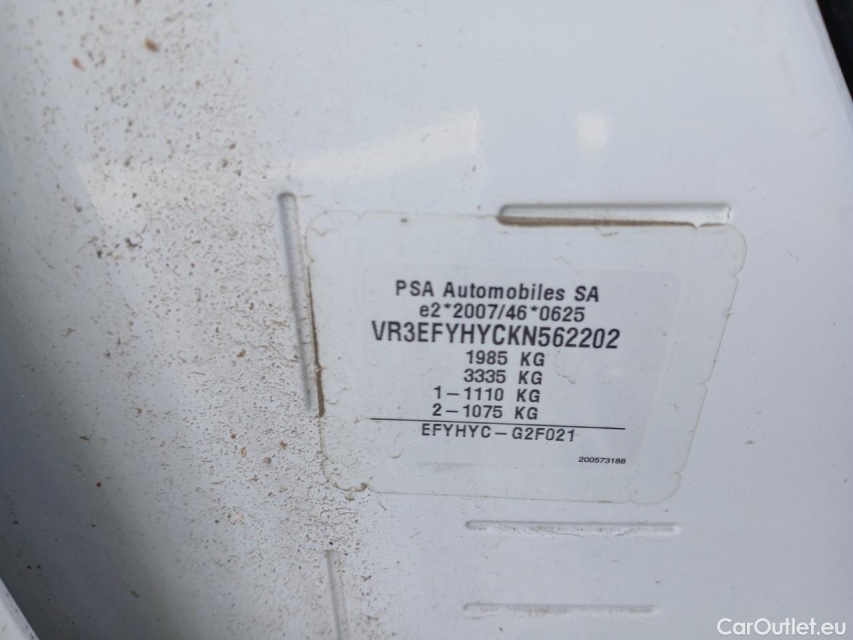 PSA Automobiles SA
e2*2007/46*0625
VR3EFYHYCKN562202
1985 KG
3335 KG
1-1110 KG
2-1075 KG
EFYHYC-G2F021
200573188
CarOutlet.eu